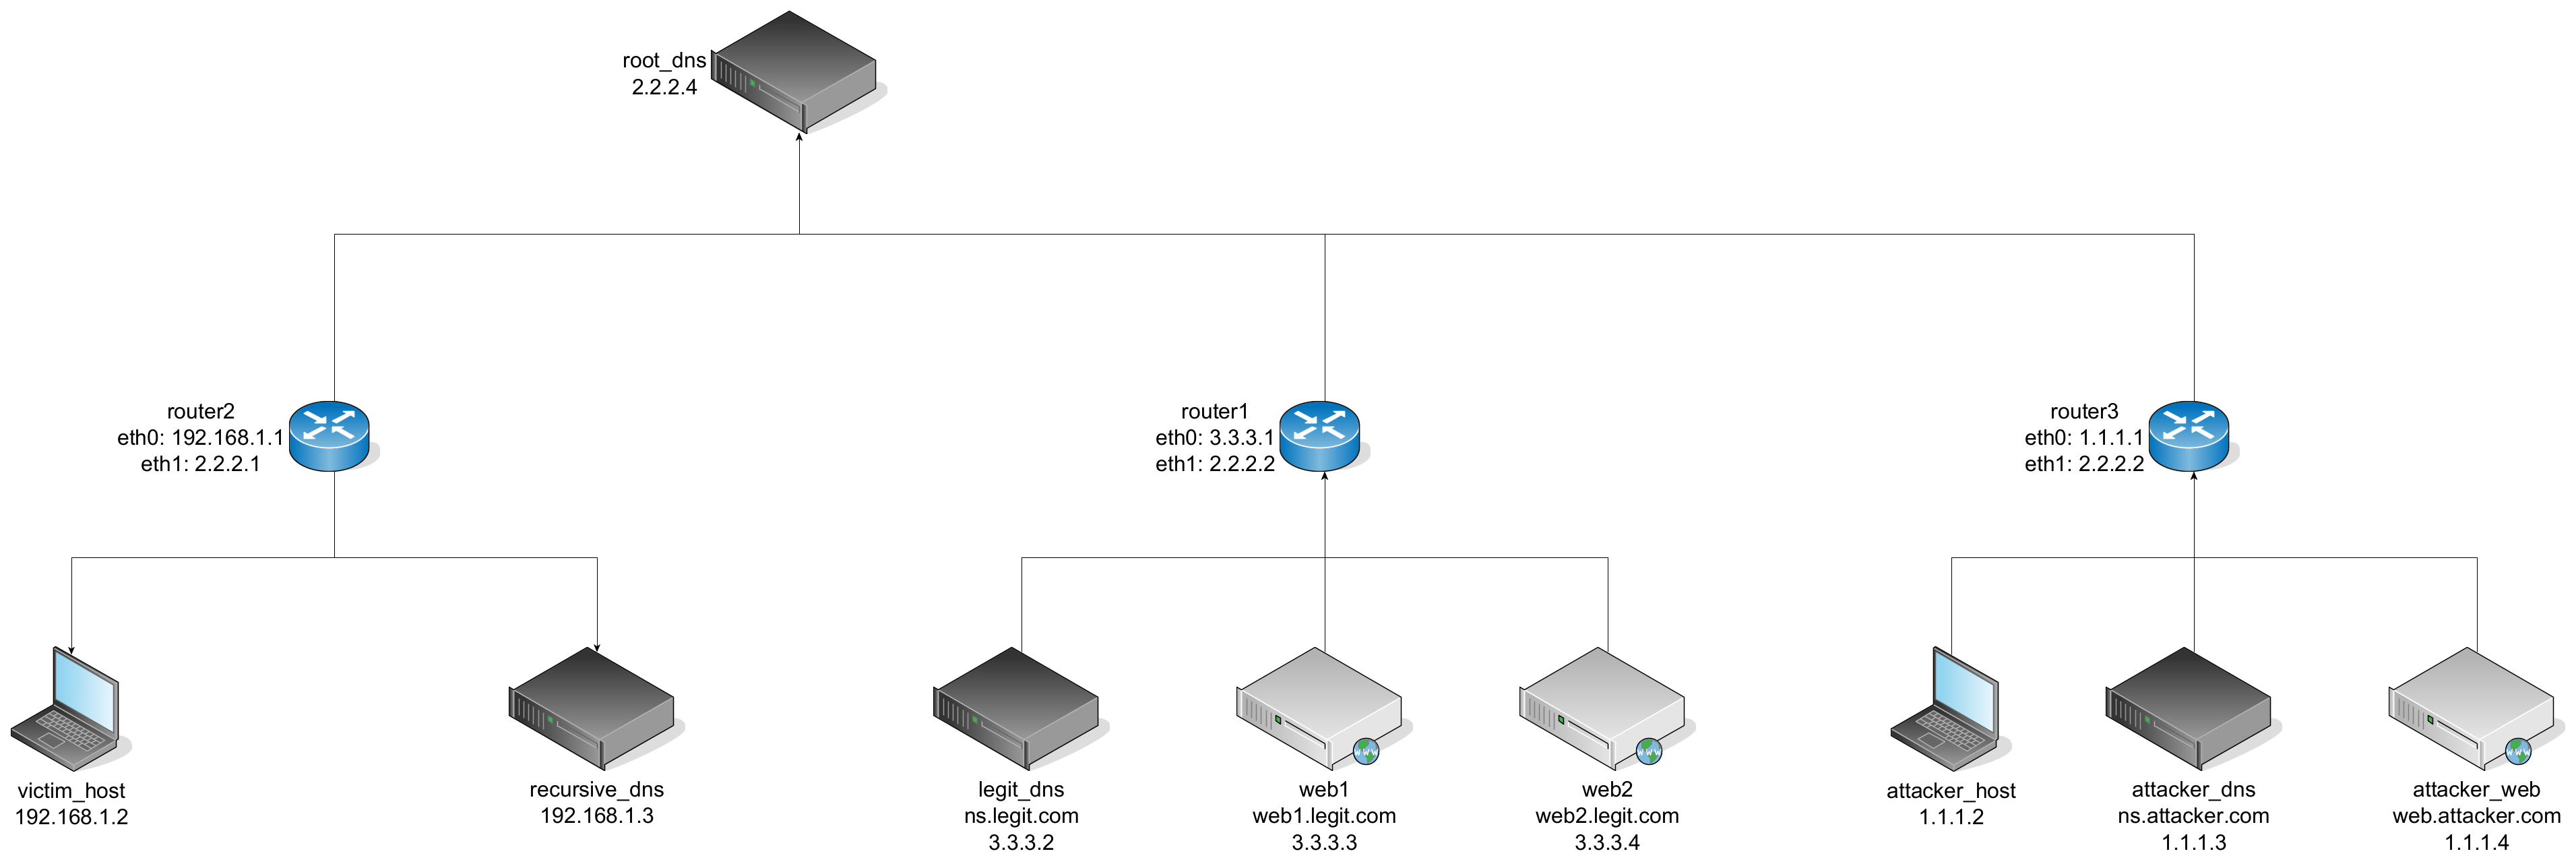 root_dns
2.2.2.4
router2
eth0: 192.168.1.1
eth1: 2.2.2.1
router1
eth0: 3.3.3.1
eth1: 2.2.2.2
router3
eth0: 1.1.1.1
eth1: 2.2.2.2
victim_host
192.168.1.2
recursive_dns
192.168.1.3
legit_dns
ns.legit.com
3.3.3.2
web1
web1.legit.com
3.3.3.3
WWW
web2
web2.legit.com
3.3.3.4
WWW
attacker_host
1.1.1.2
attacker_dns
ns.attacker.com
1.1.1.3
attacker_web
web.attacker.com
1.1.1.4
WWW